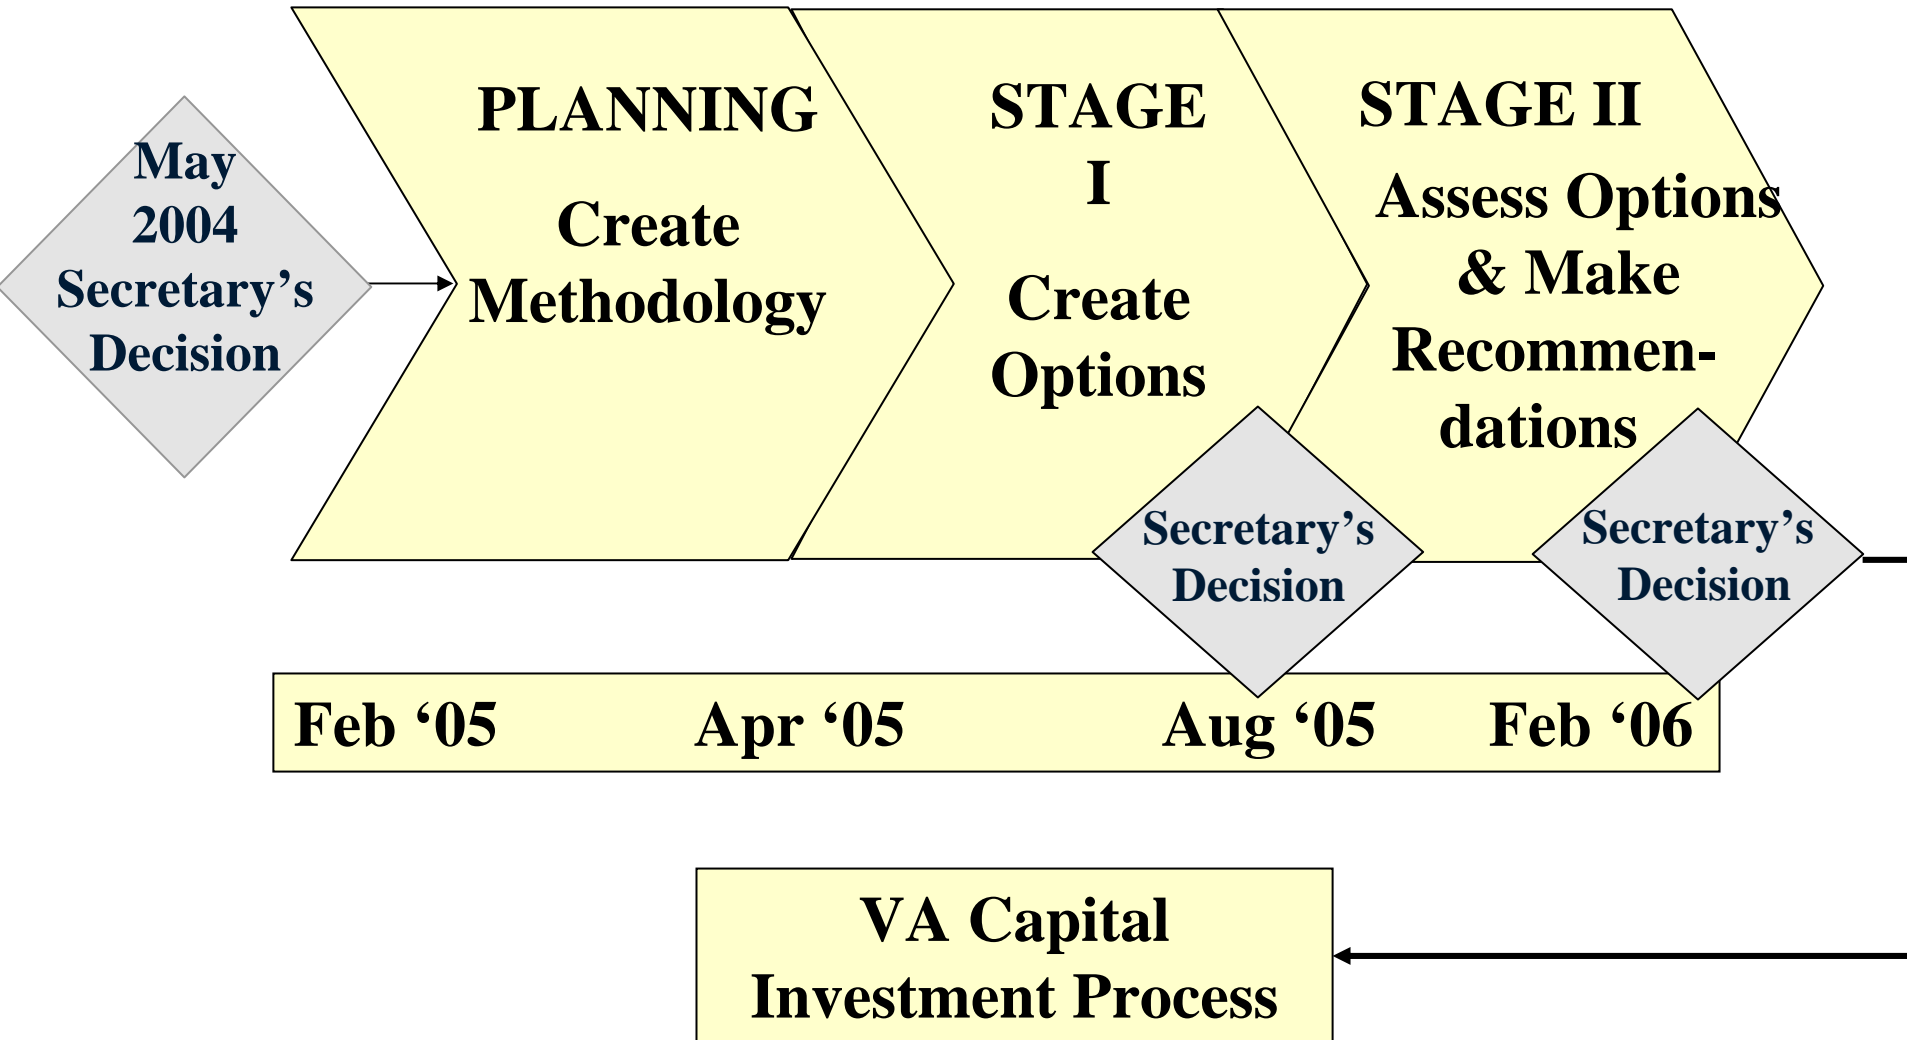 May
2004
Secretary’s
Decision
PLANNING
Create
Methodology
STAGE
I
Create
Options
STAGE II
Assess Options
& Make
Recommen-
dations
Secretary’s
Decision
Secretary’s
Decision
Feb ‘05 Apr ‘05 Aug ‘05 Feb ‘06
VA Capital
Investment Process